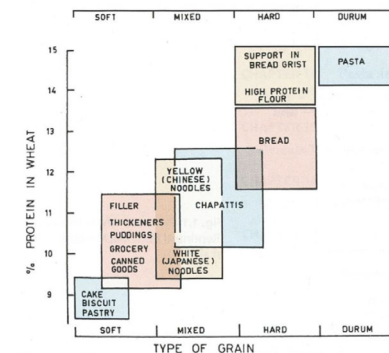 SOFT MIXED HARD DURUM
% PROTEIN IN WHEAT
15
14
13
12
11
10
9
SUPPORT IN
BREAD GRIST
HIGH PROTEIN
FLOUR
PASTA
BREAD
YELLOW
(CHINESE)
NOODLES
CHAPATTIS
FILLER
THICKENERS
PUDDINGS
GROCERY
CANNED
GOODS
WHITE
(JAPANESE)
NOODLES
CAKE
BISCUIT
PASTRY
SOFT MIXED HARD DURUM
TYPE OF GRAIN